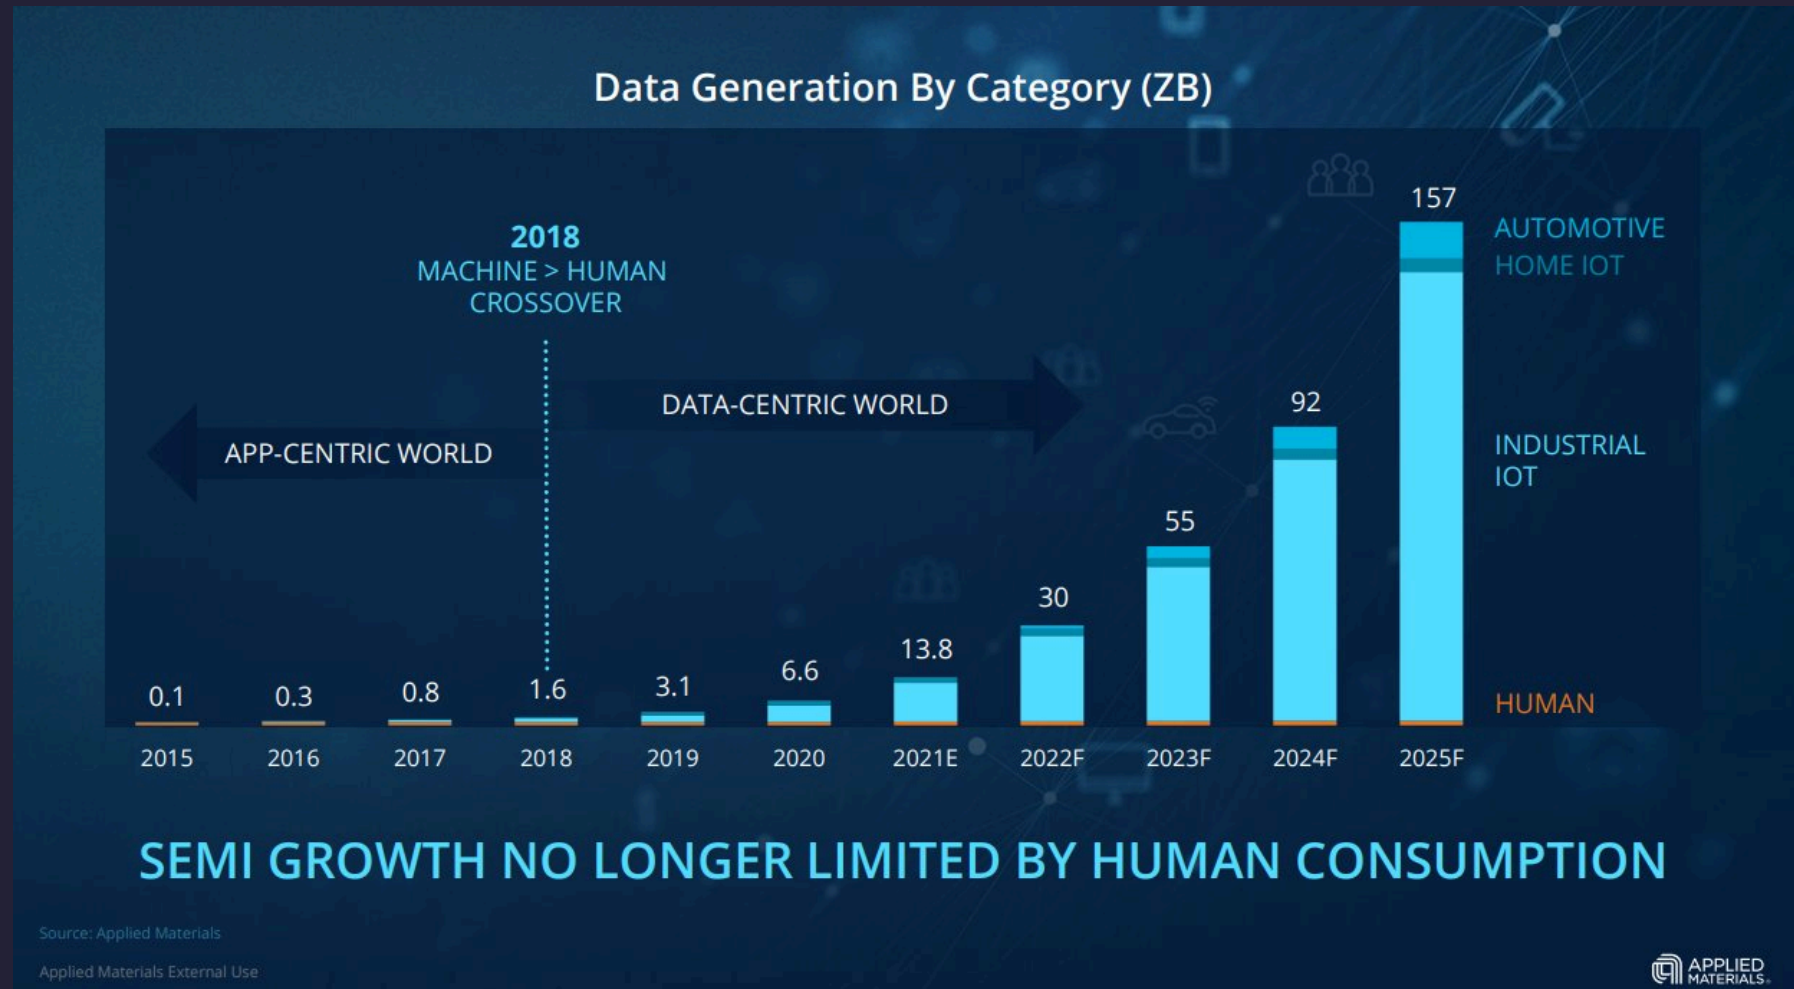 Data Generation By Category (ZB)
2018
MACHINE > HUMAN
CROSSOVER
APP-CENTRIC WORLD
DATA-CENTRIC WORLD
0.1
0.3
0.8
1.6
3.1
6.6
13.8
30
55
92
157
AUTOMOTIVE
HOME IOT
INDUSTRIAL
IOT
HUMAN
2015
2016
2017
2018
2019
2020
2021E
2022F
2023F
2024F
2025F
SEMI GROWTH NO LONGER LIMITED BY HUMAN CONSUMPTION
Source: Applied Materials
Applied Materials External Use
APPLIED
MATERIALS®